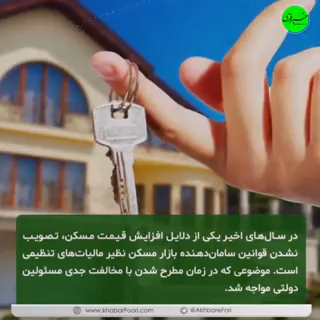 در سال‌های اخیر یکی از دلایل افزایش قیمت مسکن، تصویب
نشدن قوانین سامان‌دهنده بازار مسکن نظیر مالیات‌های تنظیمی
است. موضوعی که در زمان مطرح شدن با مخالفت جدی مسئولین
دولتی مواجه شد.
www.khabarFoori.com @AkhbareFori